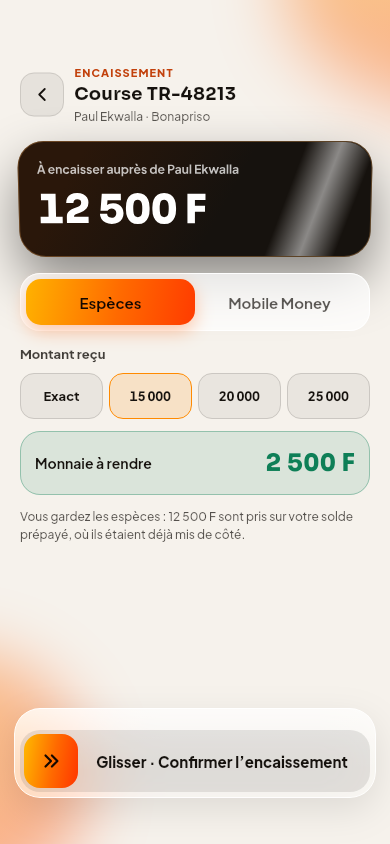 ENCAISSEMENT
Course TR-48213
Paul Ekwalla · Bonapriso
À encaisser auprès de Paul Ekwalla
12 500 F
Espèces
Mobile Money
Montant reçu
Exact
15 000
20 000
25 000
Monnaie à rendre
2 500 F
Vous gardez les espèces : 12 500 F sont pris sur votre solde
prépayé, où ils étaient déjà mis de côté.
Glisser · Confirmer l’encaissement